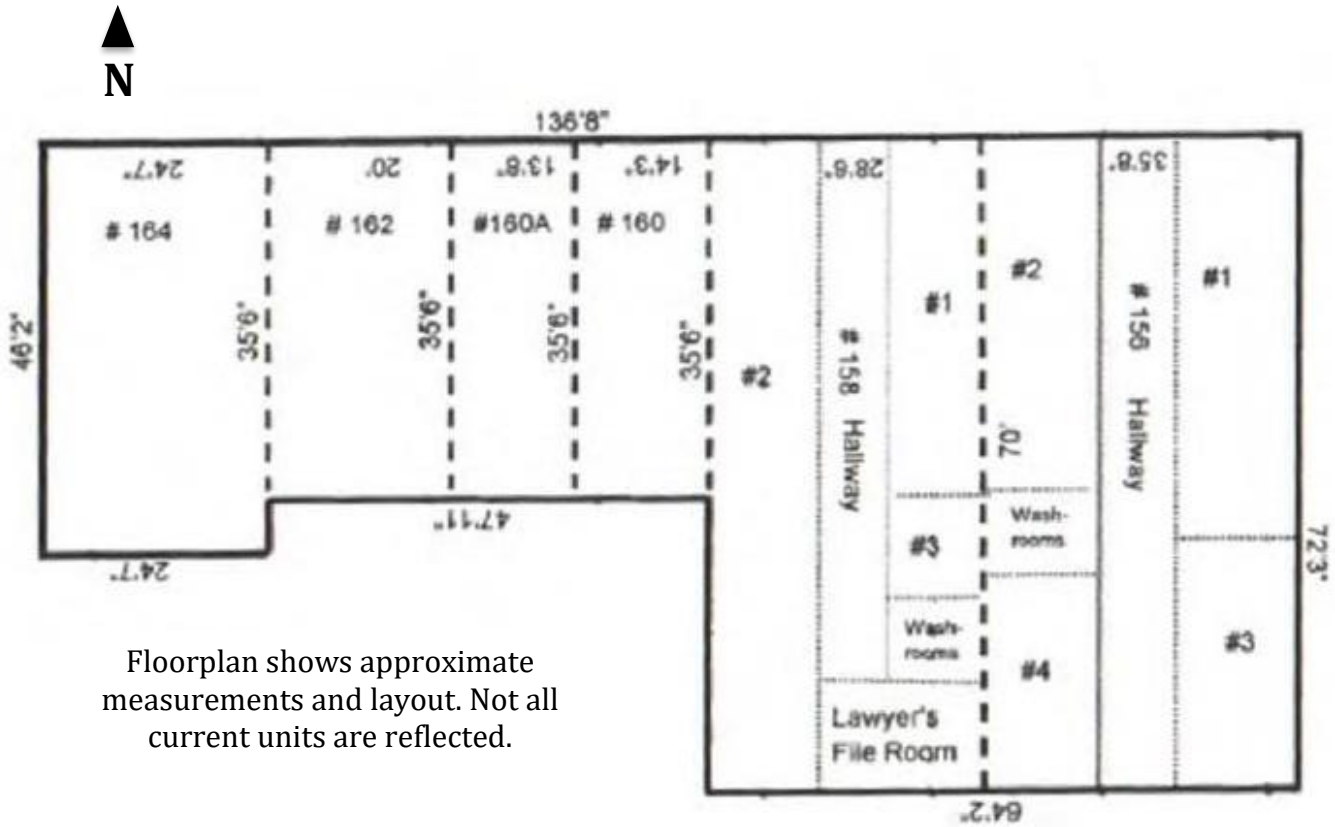 N
136'8"
24'7"
20'
13'8"
14'3"
28'6"
35'8"
# 164
# 162
#160A
# 160
#2
#1
#2
#1
46'2"
35'6"
35'6"
35'6"
35'6"
#2
# 158 Hallway
# 156 Hallway
70'
47'11"
Wash-
rooms
#3
72'3"
24'7"
Wash-
rooms
#3
#4
Floorplan shows approximate
measurements and layout. Not all
current units are reflected.
Lawyer's
File Room
64'2"